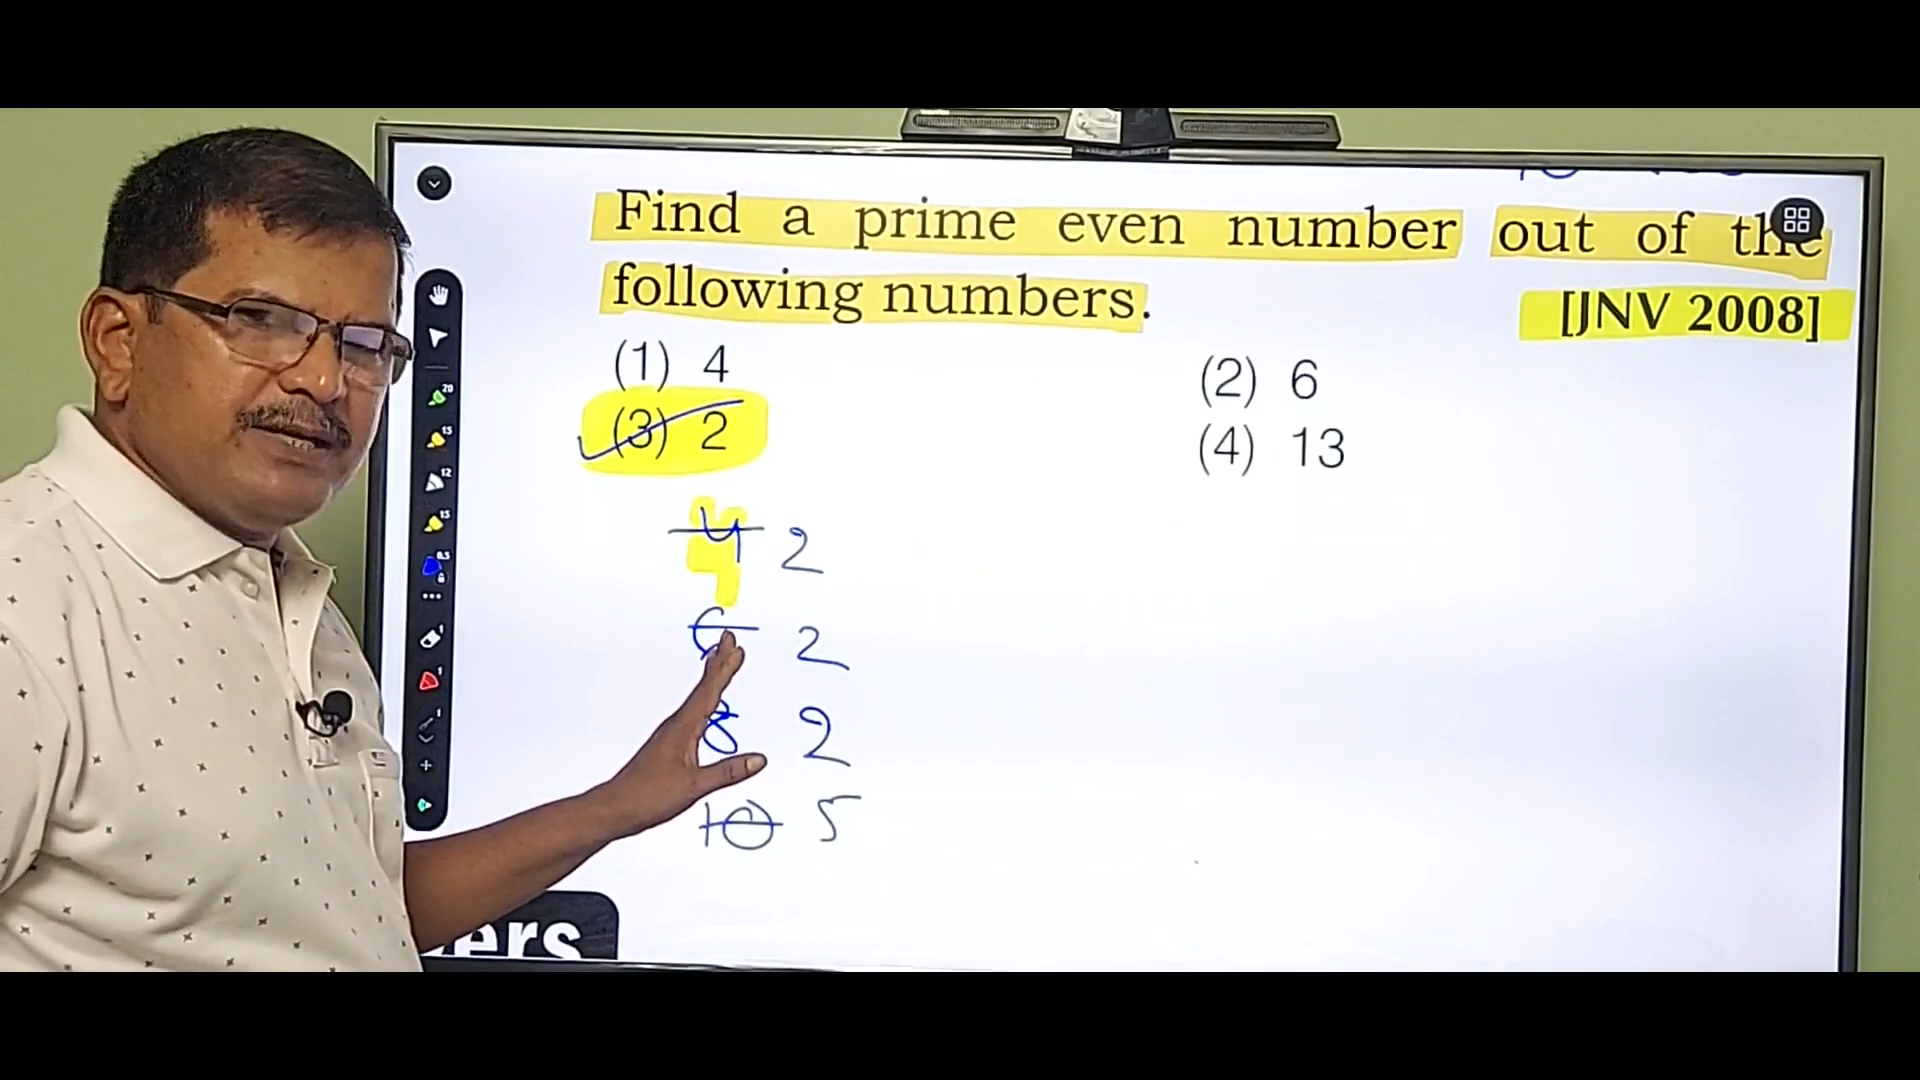 Find a prime even number out of the
following numbers.
[JNV 2008]
(1) 4
(2) 6
(3) 2
(4) 13
4 2
6 2
8 2
10 5